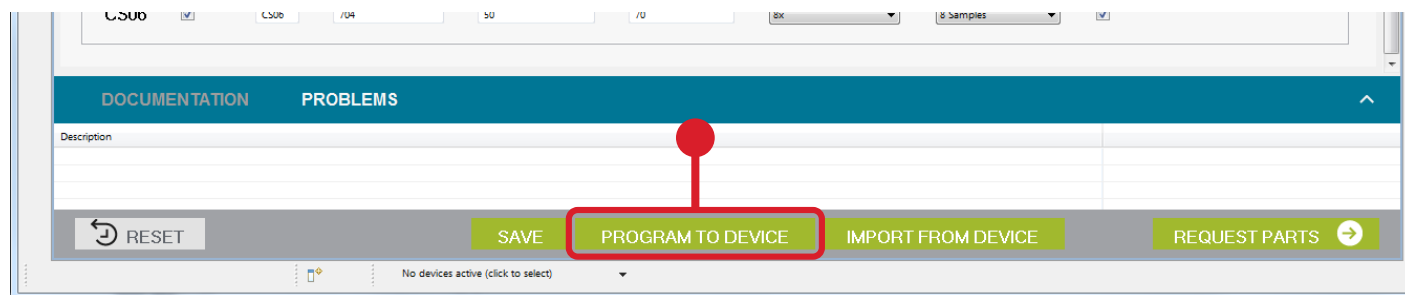 CS06 CS06 704 50 70 8x 8 Samples
DOCUMENTATION PROBLEMS
Description
RESET SAVE PROGRAM TO DEVICE IMPORT FROM DEVICE REQUEST PARTS
No devices active (click to select)